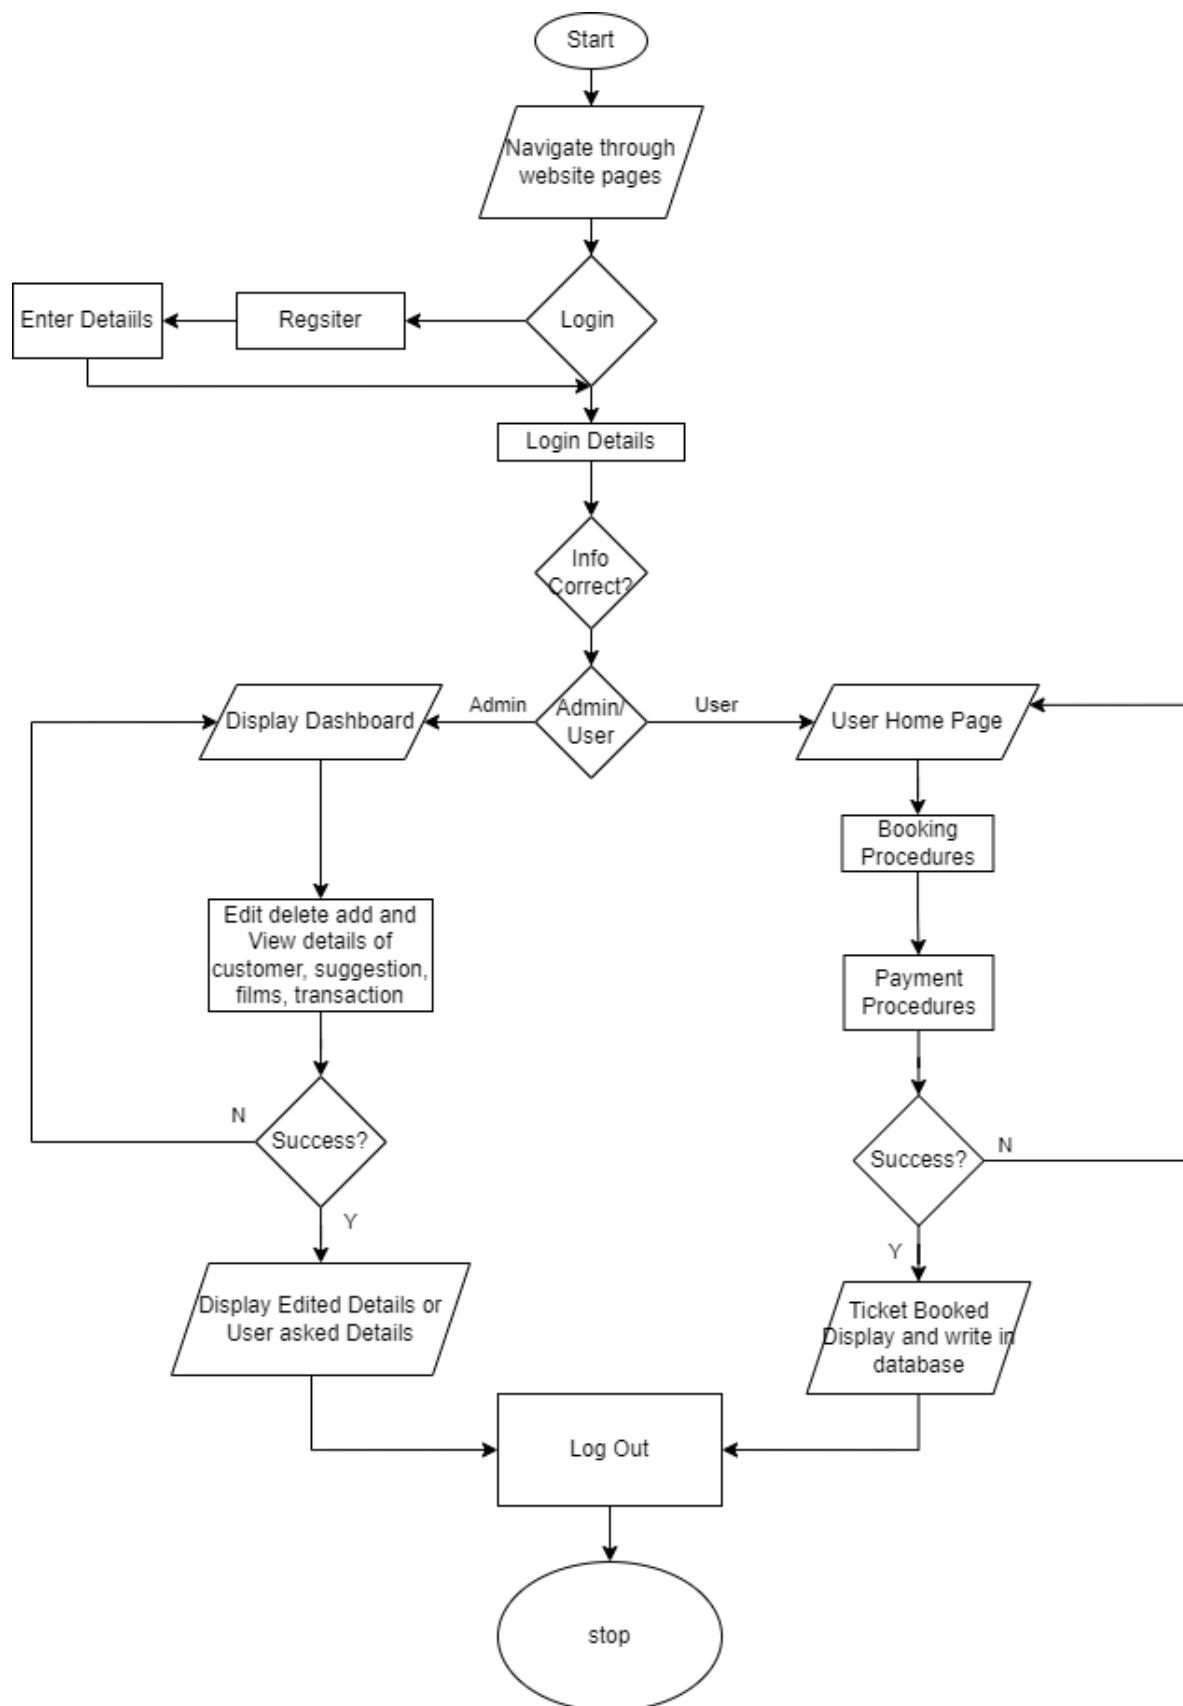 Start
Navigate through
website pages
Enter Detaiils
Regsiter
Login
Login Details
Info
Correct?
Display Dashboard
Admin
Admin/
User
User
User Home Page
Booking
Procedures
Edit delete add and
View details of
customer, suggestion,
films, transaction
Payment
Procedures
N
Success?
Success?
N
Y
Y
Display Edited Details or
User asked Details
Ticket Booked
Display and write in
database
Log Out
stop